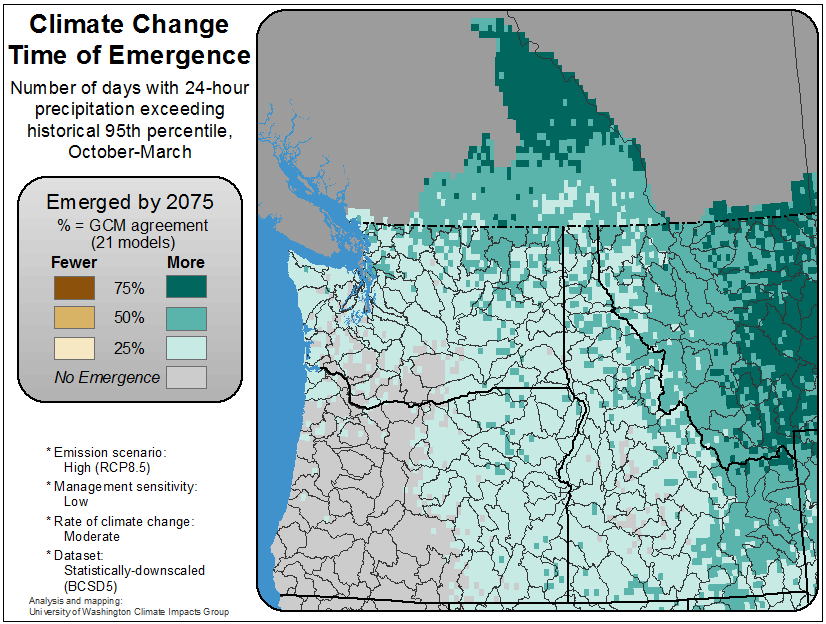 Climate Change
Time of Emergence
Number of days with 24-hour
precipitation exceeding
historical 95th percentile,
October-March
Emerged by 2075
% = GCM agreement
(21 models)
Fewer More
75%
50%
25%
No Emergence
* Emission scenario:
High (RCP8.5)
* Management sensitivity:
Low
* Rate of climate change:
Moderate
* Dataset:
Statistically-downscaled
(BCSD5)
Analysis and mapping:
University of Washington Climate Impacts Group